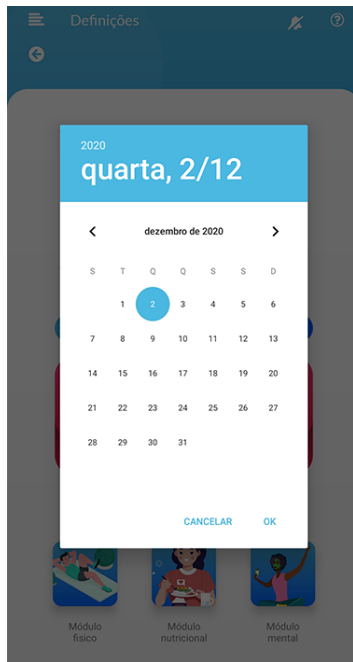 Definições
2020
quarta, 2/12
dezembro de 2020
S T Q Q S S D
1 2 3 4 5 6
7 8 9 10 11 12 13
14 15 16 17 18 19 20
21 22 23 24 25 26 27
28 29 30 31
CANCELAR OK
Módulo Módulo Módulo
fisico nutricional mental